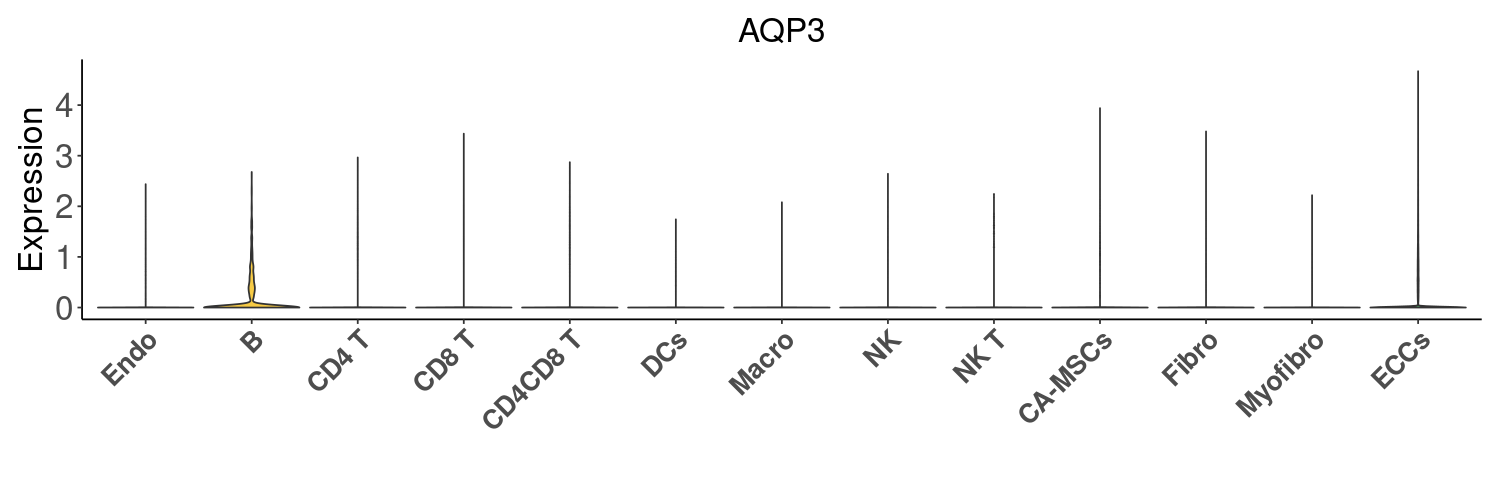 AQP3
Expression
4
3
2
1
0
Endo
B
CD4 T
CD8 T
CD4CD8 T
DCs
Macro
NK
NK T
CA-MSCs
Fibro
Myofibro
ECCs